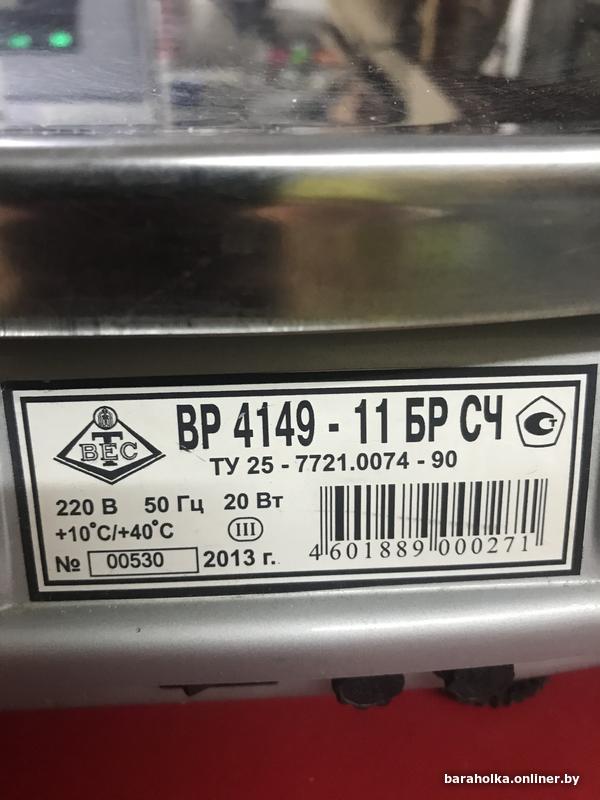 ВР 4149 - 11 БР СЧ
Т
ВЕС
ТУ 25 - 7721.0074 - 90
220 В 50 Гц 20 Вт
+10°С/+40°С III
№ 00530 2013 г.
4 601889 000271
baraholka.onliner.by